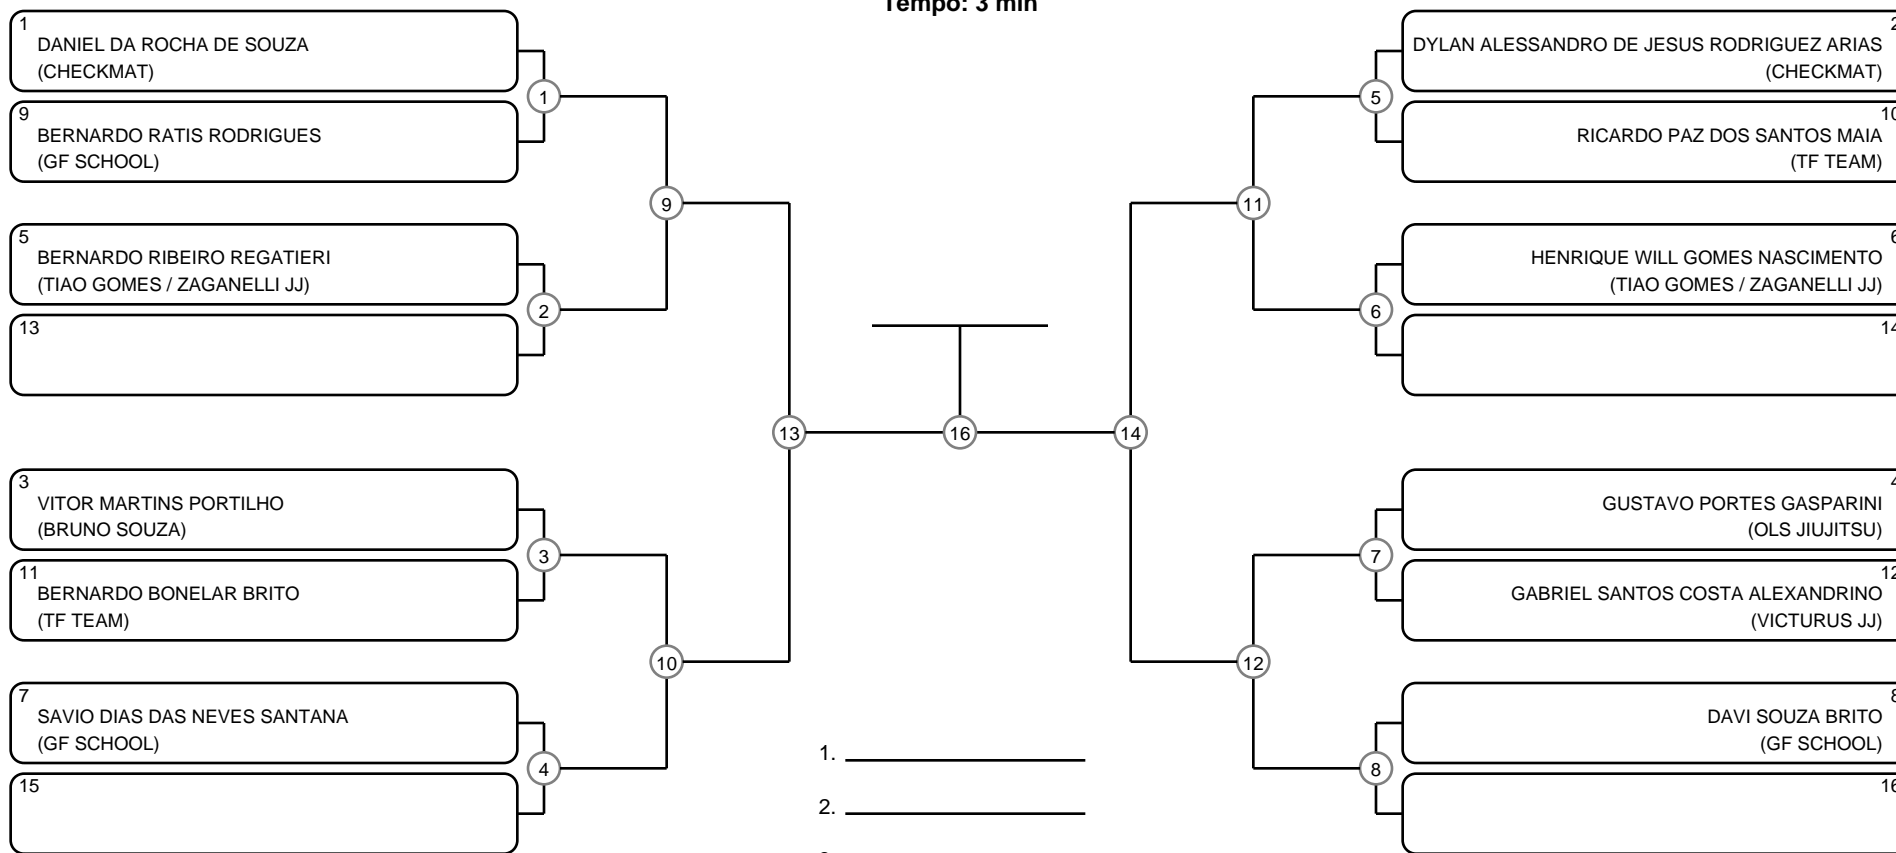 Tempo: 3 min
1
DANIEL DA ROCHA DE SOUZA
(CHECKMAT)
9
BERNARDO RATIS RODRIGUES
(GF SCHOOL)
1
5
BERNARDO RIBEIRO REGATIERI
(TIAO GOMES / ZAGANELLI JJ)
13
2
9
3
VITOR MARTINS PORTILHO
(BRUNO SOUZA)
11
BERNARDO BONELAR BRITO
(TF TEAM)
3
7
SAVIO DIAS DAS NEVES SANTANA
(GF SCHOOL)
15
4
10
13
16
14
2
DYLAN ALESSANDRO DE JESUS RODRIGUEZ ARIAS
(CHECKMAT)
10
RICARDO PAZ DOS SANTOS MAIA
(TF TEAM)
5
6
HENRIQUE WILL GOMES NASCIMENTO
(TIAO GOMES / ZAGANELLI JJ)
14
6
11
4
GUSTAVO PORTES GASPARINI
(OLS JIUJITSU)
12
GABRIEL SANTOS COSTA ALEXANDRINO
(VICTURUS JJ)
7
8
DAVI SOUZA BRITO
(GF SCHOOL)
16
8
12
1.
2.